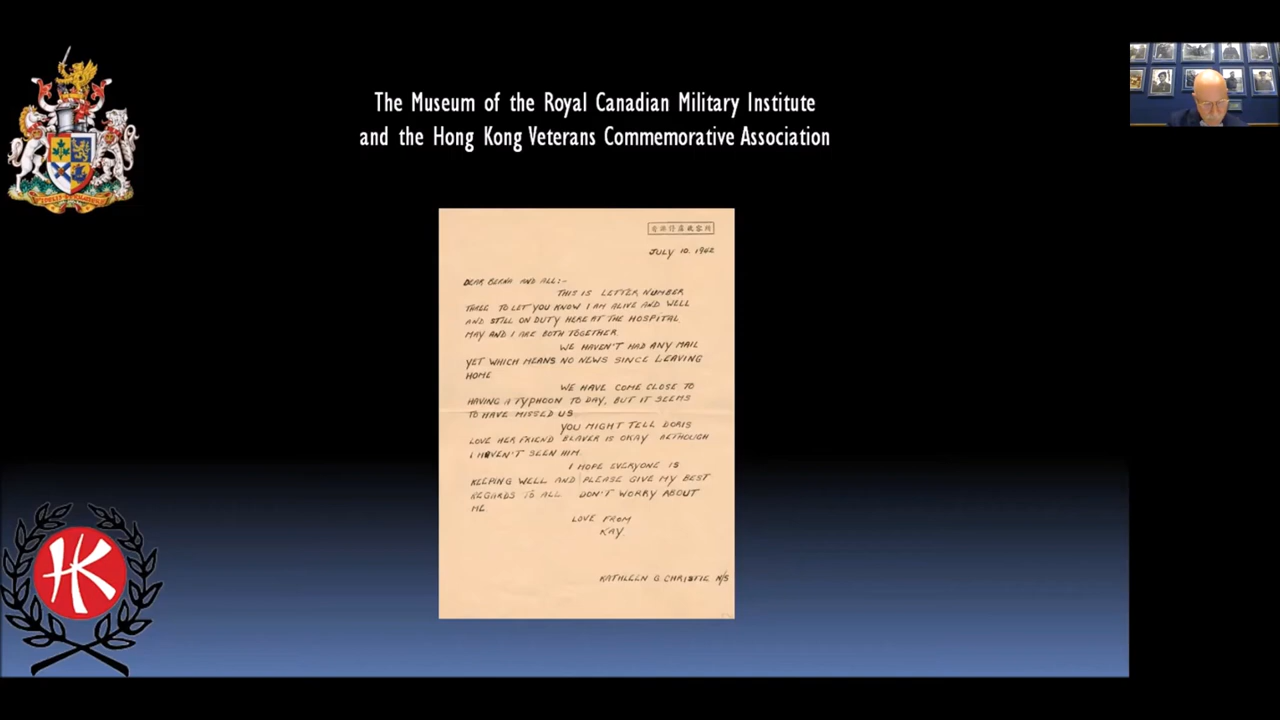 The Museum of the Royal Canadian Military Institute
and the Hong Kong Veterans Commemorative Association
JULY 10. 1942
DEAR AND ALL:-
THIS IS LETTER NUMBER
THREE TO LET YOU KNOW I AM ALIVE AND WELL
AND STILL ON DUTY HERE AT THE HOSPITAL
MAY AND I ARE BOTH TOGETHER.
WE HAVEN'T HAD ANY MAIL
YET WHICH MEANS NO NEWS SINCE LEAVING
HOME
WE HAVE COME CLOSE TO
HAVING A TYPHOON TO DAY, BUT IT SEEMS
TO HAVE MISSED US.
YOU MIGHT TELL DORIS
LOVE HER FRIEND BEAVER IS OKAY ALTHOUGH
I HAVEN'T SEEN HIM.
I HOPE EVERYONE IS
KEEPING WELL AND PLEASE GIVE MY BEST
REGARDS TO ALL DON'T WORRY ABOUT
ME.
LOVE FROM
KAY.
KATHLEEN G. CHRISTIE N/S
HK